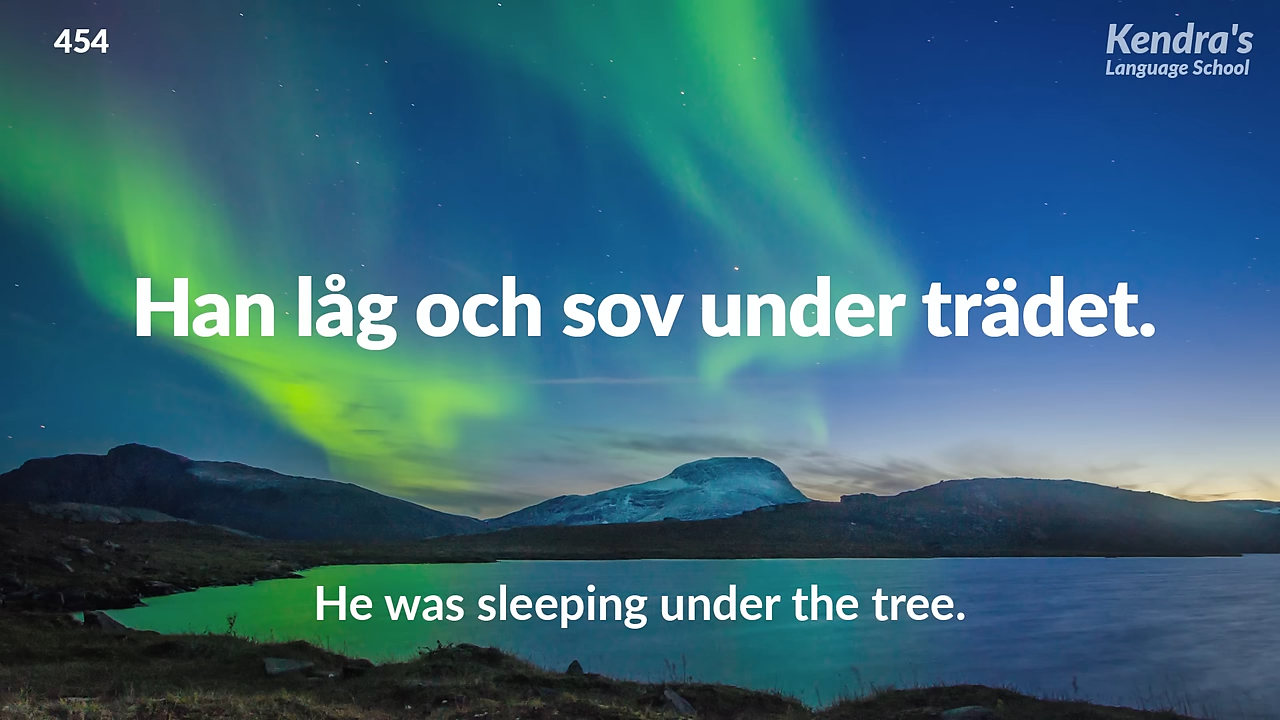 454
Kendra's
Language School
Han låg och sov under trädet.
He was sleeping under the tree.